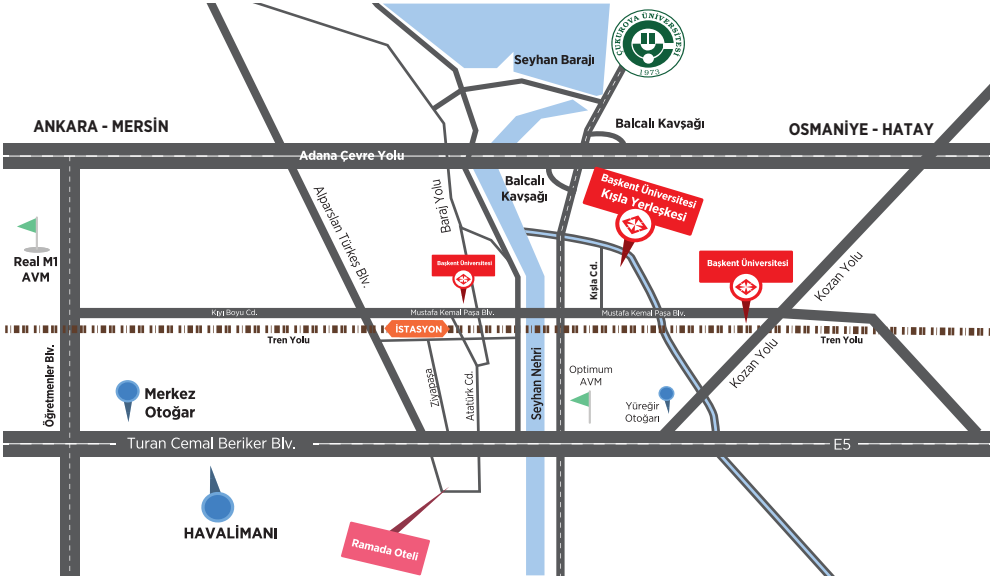 ÇUKUROVA ÜNİVERSİTESİ
1973
Seyhan Barajı
ANKARA - MERSİN
Balcalı Kavşağı
OSMANİYE - HATAY
Adana Çevre Yolu
Balcalı
Kavşağı
Başkent Üniversitesi
Kışla Yerleşkesi
Alparslan Türkeş Blv.
Baraj Yolu
Real M1
AVM
Başkent Üniversitesi
Kışla Cd.
Başkent Üniversitesi
Kozan Yolu
Kıyı Boyu Cd.
Mustafa Kemal Paşa Blv.
Mustafa Kemal Paşa Blv.
İSTASYON
Tren Yolu
Tren Yolu
Kozan Yolu
Öğretmenler Blv.
Ziyapaşa
Atatürk Cd.
Seyhan Nehri
Optimum
AVM
Merkez
Otoğar
Yüreğir
Otoğarı
Turan Cemal Beriker Blv.
E5
HAVALİMANI
Ramada Oteli